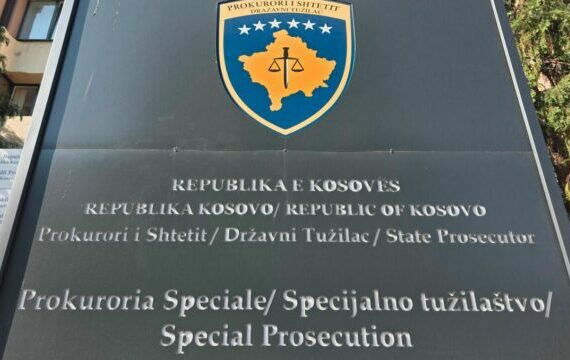 PROKURORI I SHTETIT
DRŽAVNI TUŽILAC
REPUBLIKA E KOSOVËS
REPUBLIKA KOSOVO/ REPUBLIC OF KOSOVO
Prokurori i Shtetit / Državni Tužilac / State Prosecutor
Prokuroria Speciale/ Specijalno tužilaštvo/
Special Prosecution